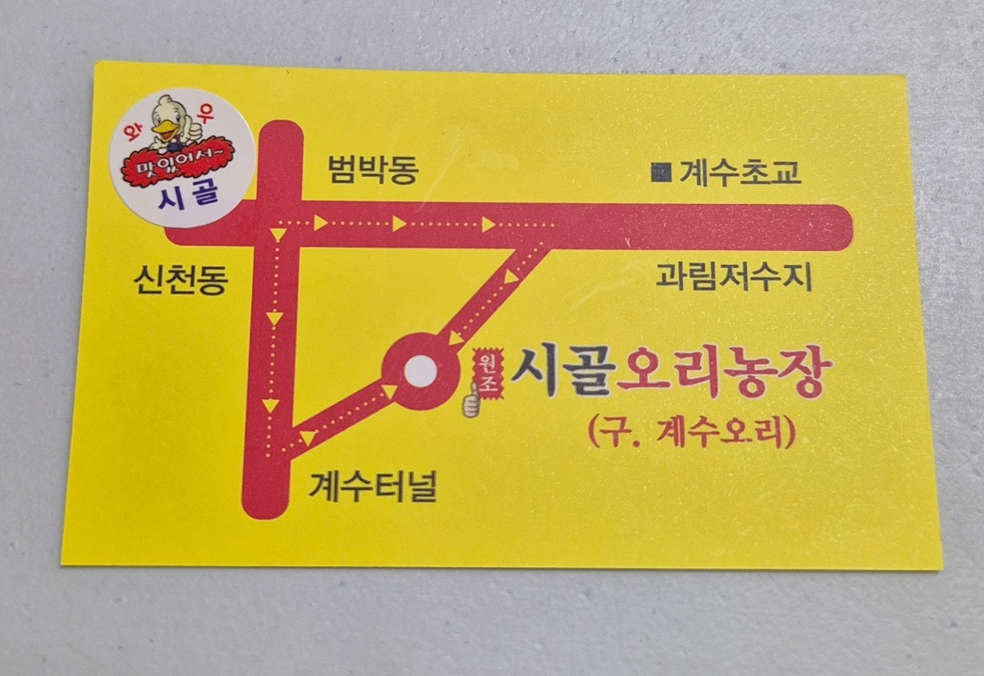 와 우
맛있어서~
시골
범박동
계수초교
신천동
과림저수지
원조
시골오리농장
(구. 계수오리)
계수터널